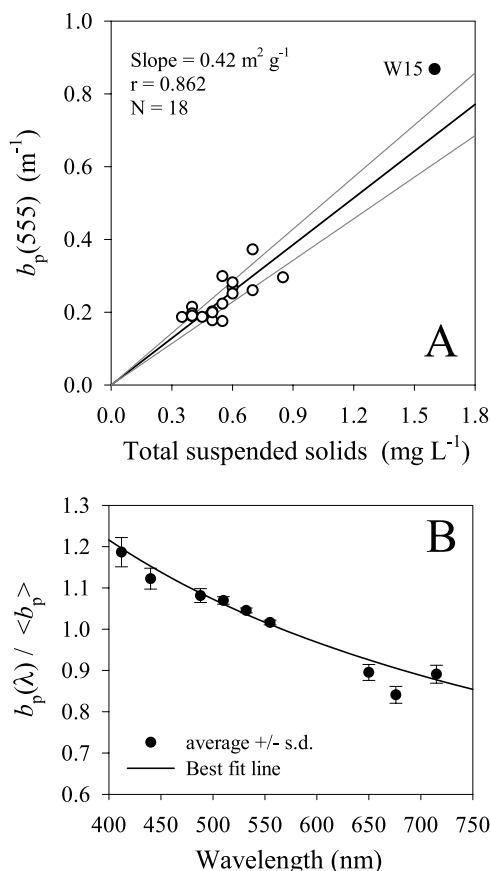 Slope = 0.42 m² g⁻¹
r = 0.862
N = 18
W15
1.0
0.8
0.6
0.4
0.2
0.0
b_p(555) (m⁻¹)
A
0.0 0.3 0.6 0.9 1.2 1.5 1.8
Total suspended solids (mg L⁻¹)
B
1.3
1.2
1.1
1.0
0.9
0.8
0.7
0.6
b_p(λ) / <b_p>
average +/- s.d.
Best fit line
400 450 500 550 600 650 700 750
Wavelength (nm)